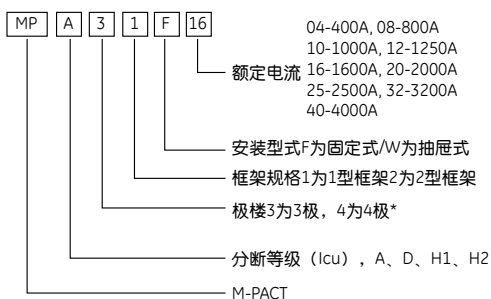 MP A 3 1 F 16
04-400A, 08-800A
10-1000A, 12-1250A
额定电流 16-1600A, 20-2000A
25-2500A, 32-3200A
40-4000A
安装型式F为固定式/W为抽屉式
框架规格1为1型框架2为2型框架
极楼3为3极，4为4极*
分断等级（Icu），A、D、H1、H2
M-PACT